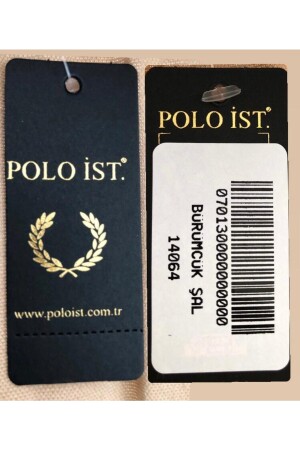 POLO İST.®
www.poloist.com.tr
POLO İST.®
0701300000000000
BÜRÜMCÜK ŞAL
14064